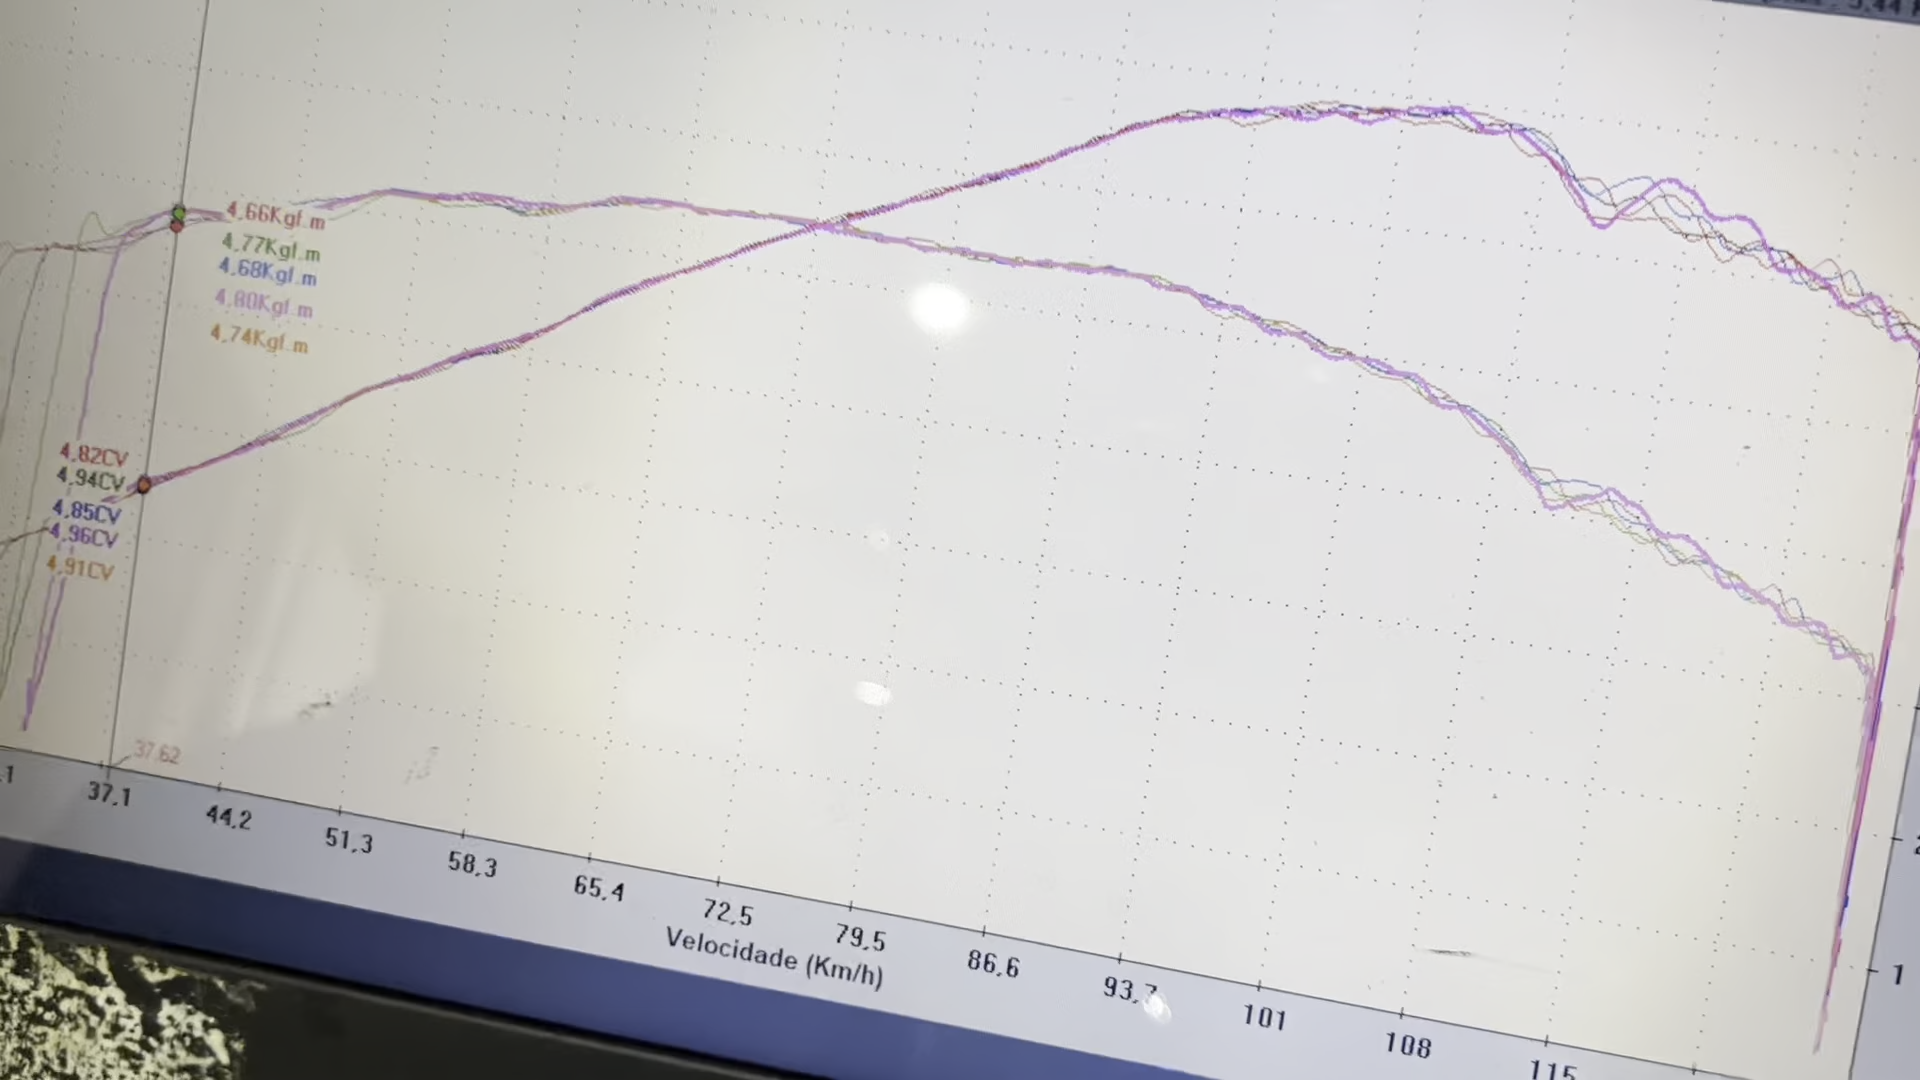 4,66Kgf.m
4,77Kgf.m
4,68Kgf.m
4,80Kgf.m
4,74Kgf.m
4,82CV
4,94CV
4,85CV
4,96CV
4,91CV
37.62
37,1
44,2
51,3
58,3
65,4
72,5
79,5
86,6
93,7
101
108
115
Velocidade (Km/h)
1